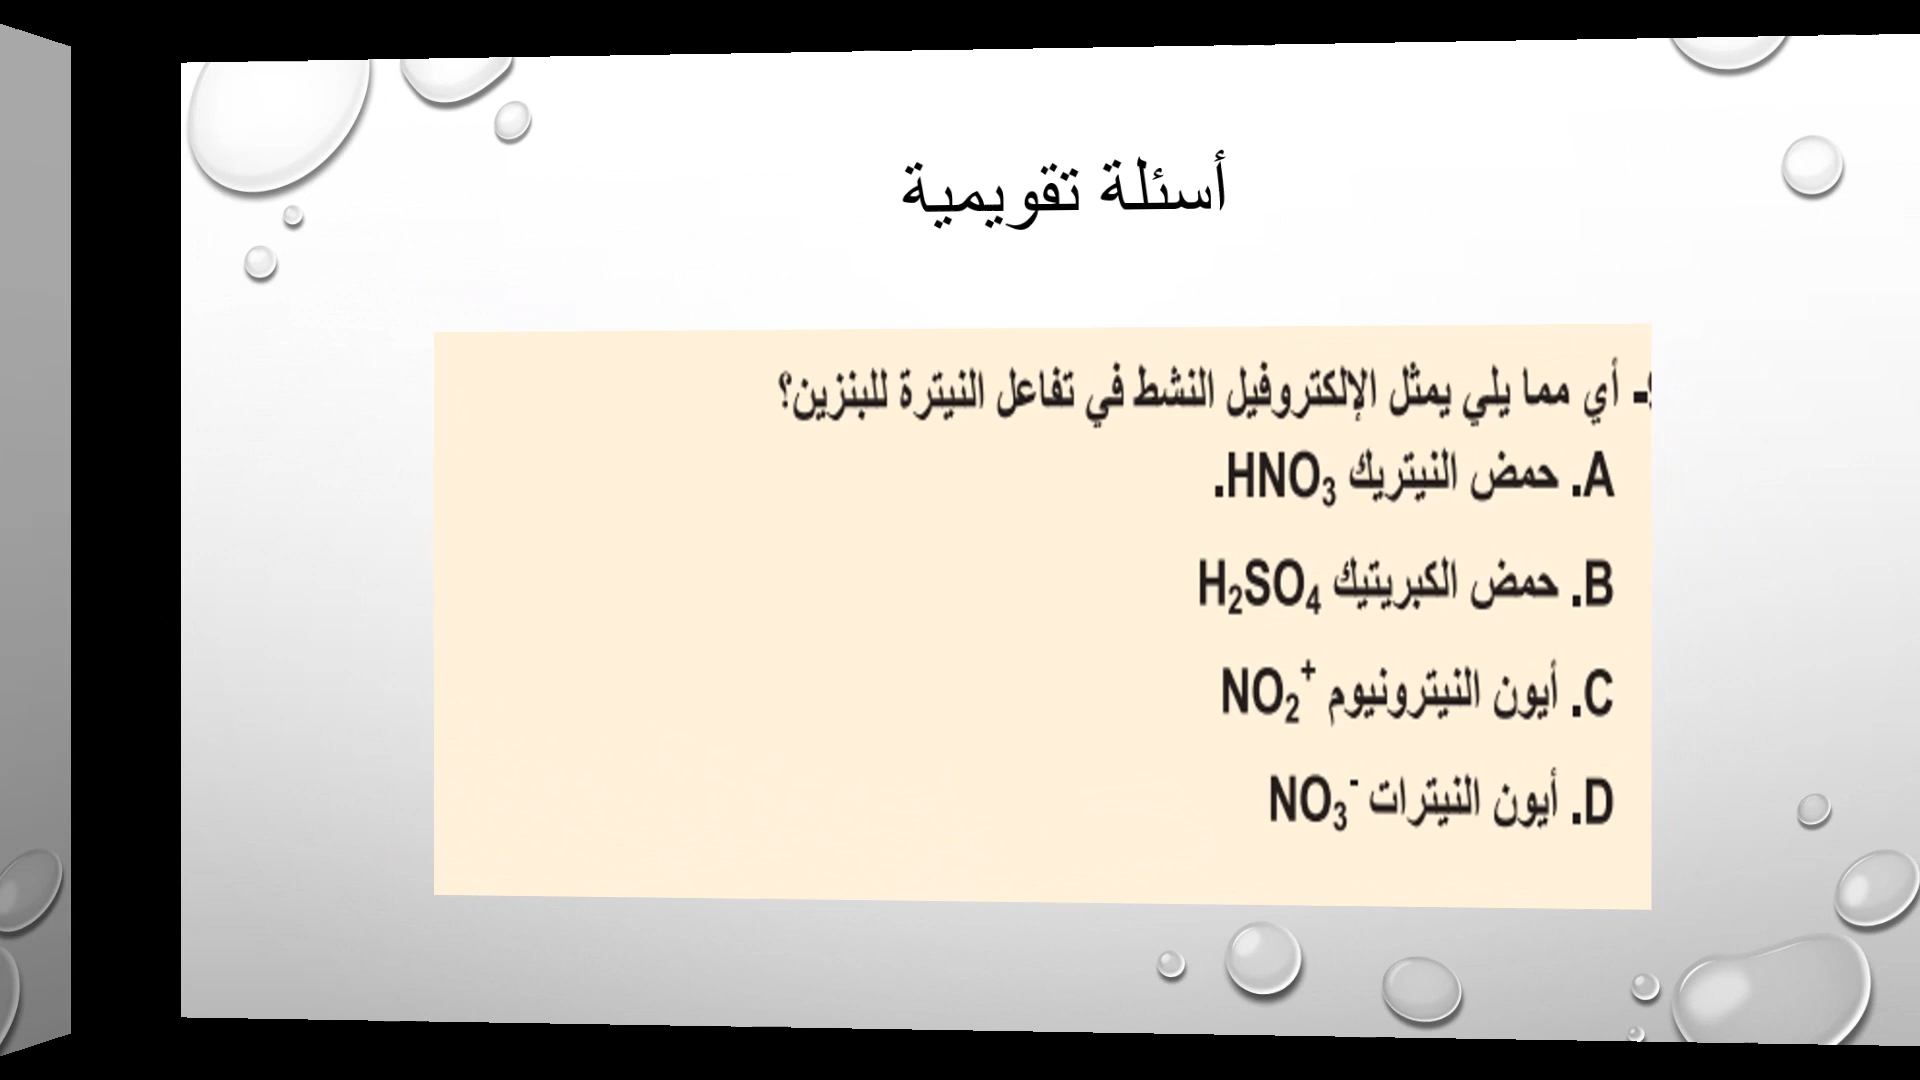 أسئلة تقويمية
- أي مما يلي يمثل الإلكتروفيل النشط في تفاعل النيترة للبنزين؟
A. حمض النيتريك HNO₃.
B. حمض الكبريتيك H₂SO₄
C. أيون النيترونيوم NO₂⁺
D. أيون النيترات NO₃⁻